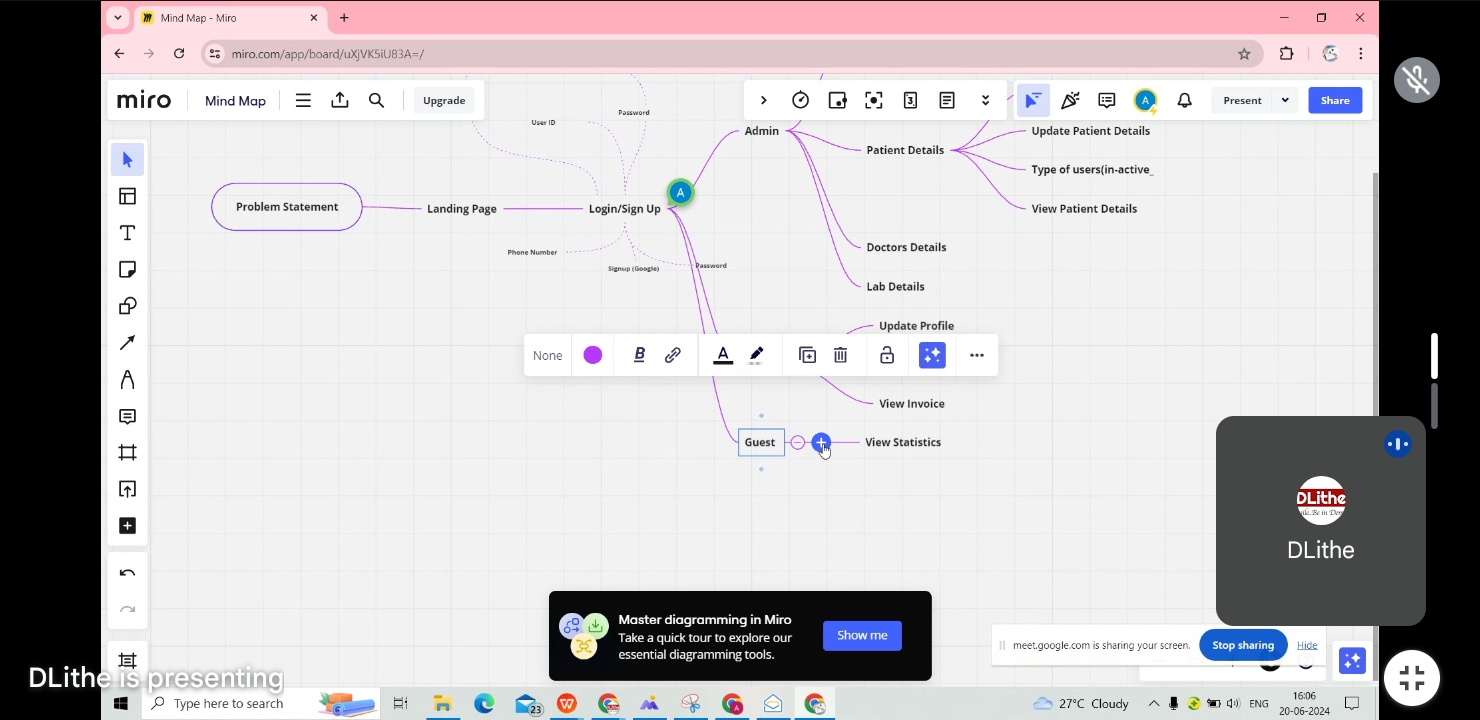 Mind Map - Miro
miro.com/app/board/uXjVK5iU83A=/
miro
Mind Map
Upgrade
Present
Share
Password
User ID
Admin
Update Patient Details
Patient Details
Type of users(in-active_
Problem Statement
Landing Page
Login/Sign Up
A
View Patient Details
Phone Number
Signup (Google)
Password
Doctors Details
Lab Details
Update Profile
None
B
A
View Invoice
Guest
View Statistics
DLithe
DLithe
Master diagramming in Miro
Take a quick tour to explore our
essential diagramming tools.
Show me
meet.google.com is sharing your screen.
Stop sharing
Hide
DLithe is presenting
Type here to search
23
27°C Cloudy
ENG
16:06
20-06-2024